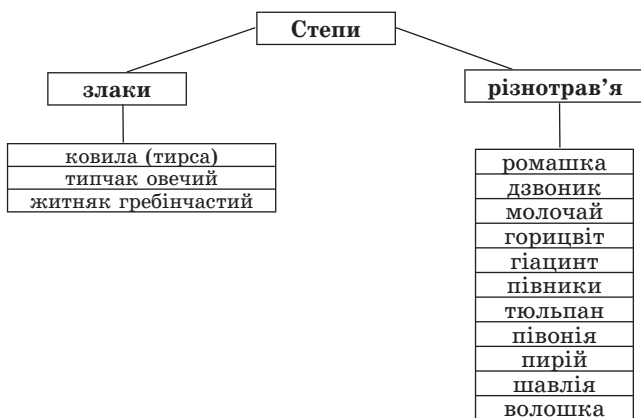 Степи
злаки
ковила (тирса)
типчак овечий
житняк гребінчастий
різнотрав’я
ромашка
дзвоник
молочай
горицвіт
гіацинт
півники
тюльпан
півонія
пирій
шавлія
волошка